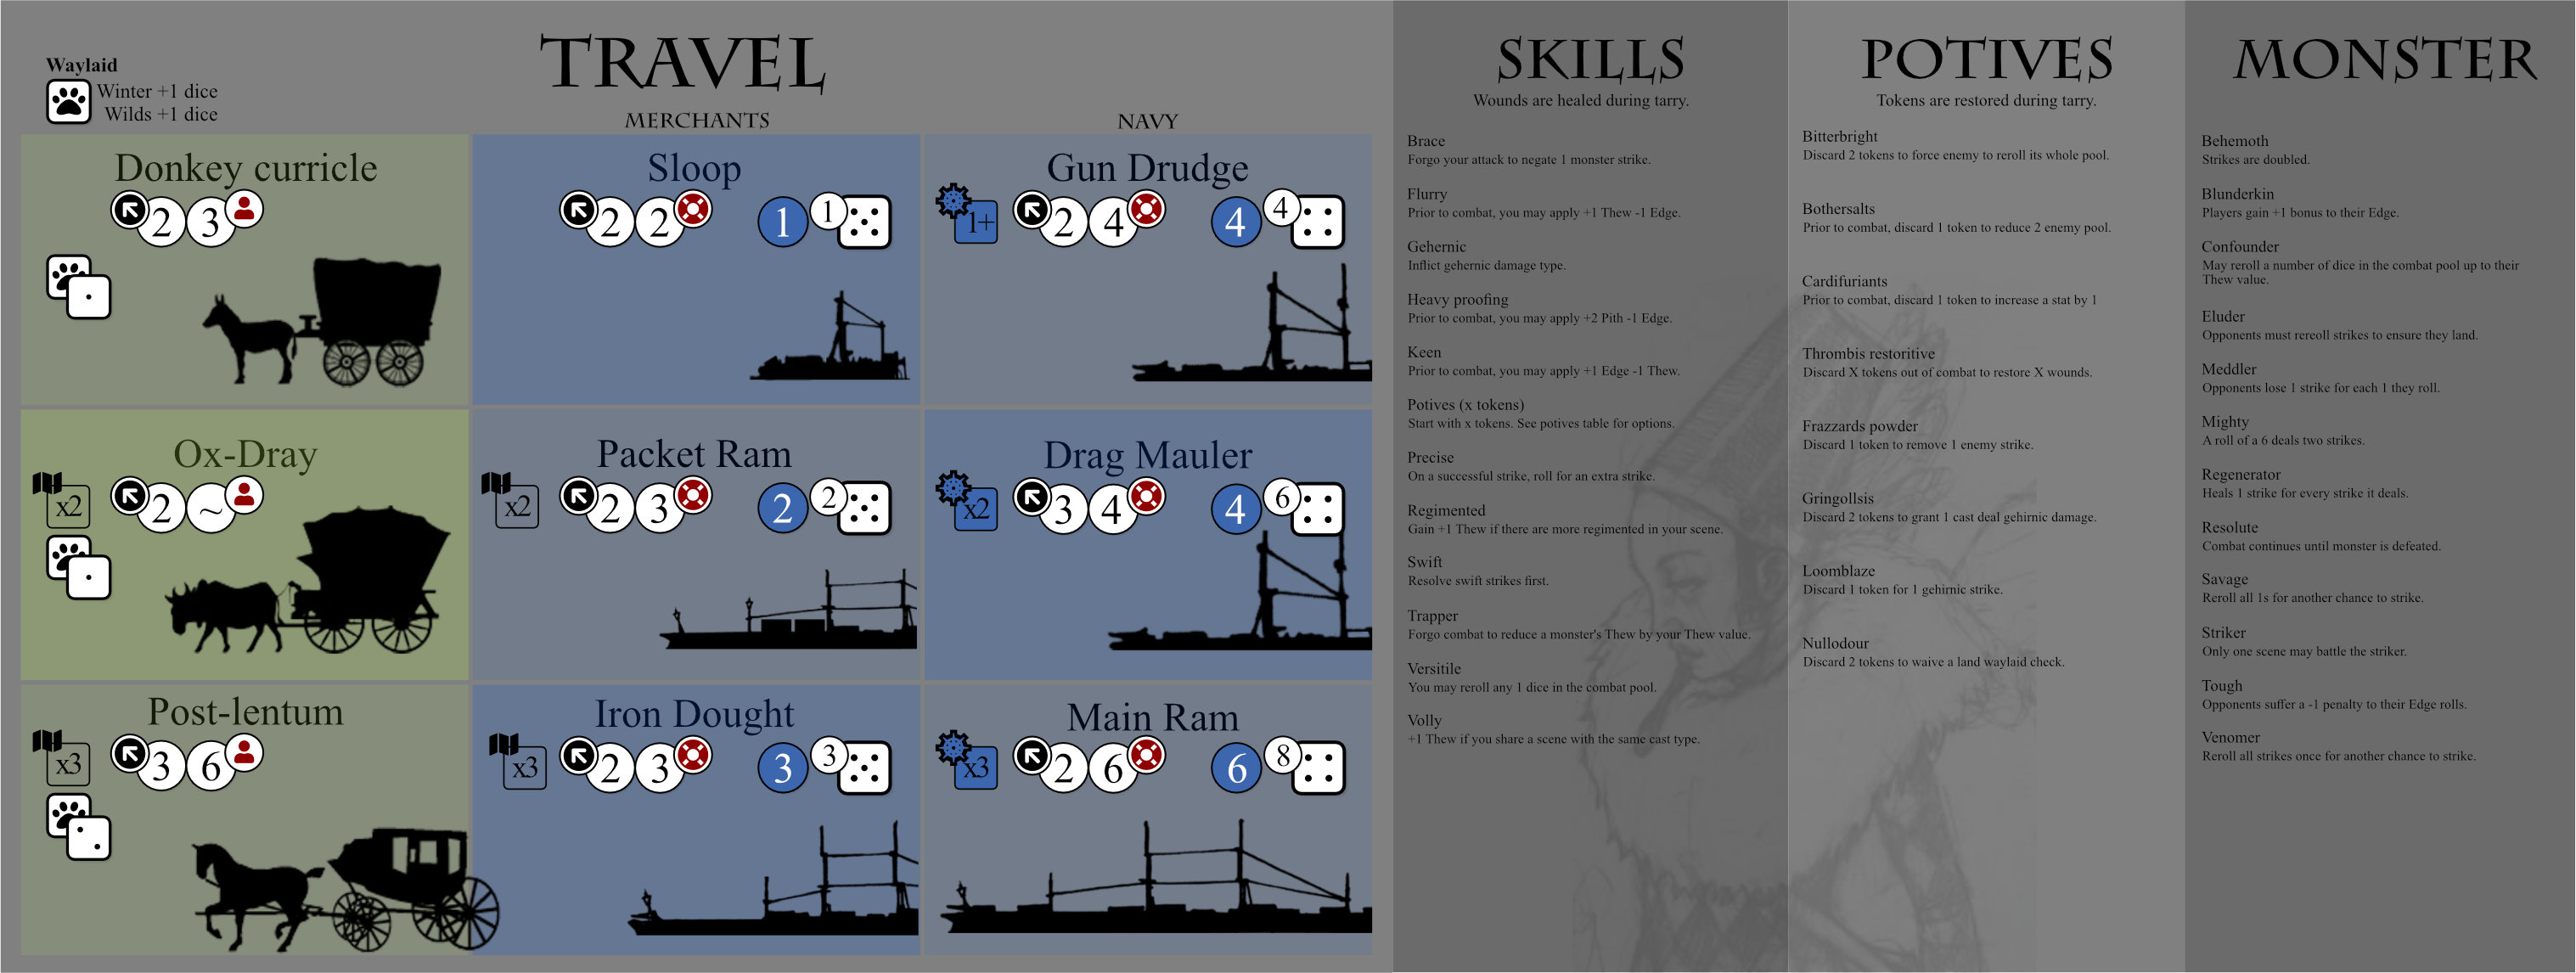 TRAVEL
Waylaid
Winter +1 dice
Wilds +1 dice
MERCHANTS
NAVY
Donkey curricle
2 3
Sloop
2 2
1 1
Gun Drudge
1+
2 4
4 4
Ox-Dray
x2
2 ~
Packet Ram
x2
2 3
2 2
Drag Mauler
x2
3 4
4 6
Post-lentum
x3
3 6
Iron Dought
x3
2 3
3 3
Main Ram
x3
2 6
6 8
SKILLS
Wounds are healed during tarry.
Brace
Forgo your attack to negate 1 monster strike.
Flurry
Prior to combat, you may apply +1 Thew -1 Edge.
Gehernic
Inflict gehernic damage type.
Heavy proofing
Prior to combat, you may apply +2 Pith -1 Edge.
Keen
Prior to combat, you may apply +1 Edge -1 Thew.
Potives (x tokens)
Start with x tokens. See potives table for options.
Precise
On a successful strike, roll for an extra strike.
Regimented
Gain +1 Thew if there are more regimented in your scene.
Swift
Resolve swift strikes first.
Trapper
Forgo combat to reduce a monster's Thew by your Thew value.
Versitile
You may reroll any 1 dice in the combat pool.
Volly
+1 Thew if you share a scene with the same cast type.
POTIVES
Tokens are restored during tarry.
Bitterbright
Discard 2 tokens to force enemy to reroll its whole pool.
Bothersalts
Prior to combat, discard 1 token to reduce 2 enemy pool.
Cardifuriants
Prior to combat, discard 1 token to increase a stat by 1
Thrombis restoritive
Discard X tokens out of combat to restore X wounds.
Frazzards powder
Discard 1 token to remove 1 enemy strike.
Gringollsis
Discard 2 tokens to grant 1 cast deal gehirnic damage.
Loomblaze
Discard 1 token for 1 gehirnic strike.
Nullodour
Discard 2 tokens to waive a land waylaid check.
MONSTER
Behemoth
Strikes are doubled.
Blunderkin
Players gain +1 bonus to their Edge.
Confounder
May reroll a number of dice in the combat pool up to their
Thew value.
Eluder
Opponents must rereoll strikes to ensure they land.
Meddler
Opponents lose 1 strike for each 1 they roll.
Mighty
A roll of a 6 deals two strikes.
Regenerator
Heals 1 strike for every strike it deals.
Resolute
Combat continues until monster is defeated.
Savage
Reroll all 1s for another chance to strike.
Striker
Only one scene may battle the striker.
Tough
Opponents suffer a -1 penalty to their Edge rolls.
Venomer
Reroll all strikes once for another chance to strike.